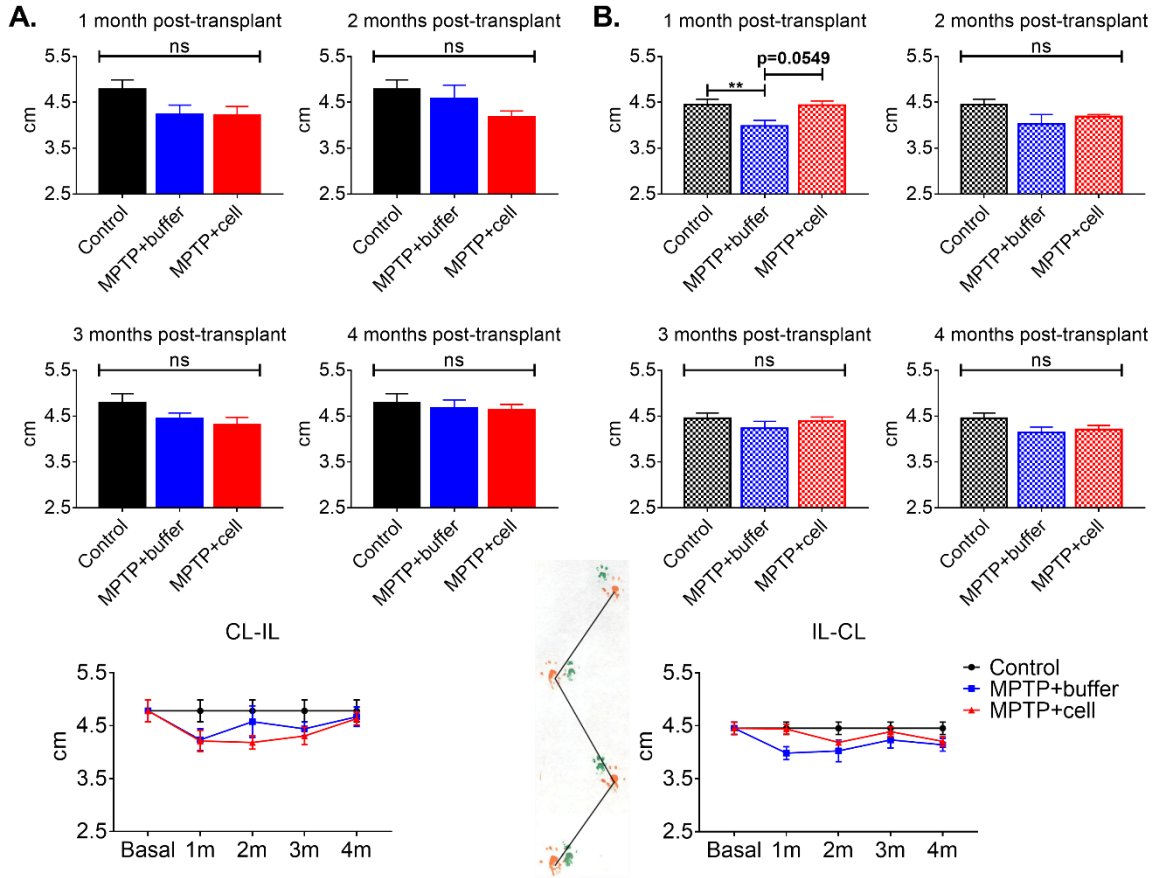 A.
1 month post-transplant
ns
5.5
4.5
3.5
2.5
cm
Control
MPTP+buffer
MPTP+cell
2 months post-transplant
ns
5.5
4.5
3.5
2.5
cm
Control
MPTP+buffer
MPTP+cell
B.
1 month post-transplant
p=0.0549
**
5.5
4.5
3.5
2.5
cm
Control
MPTP+buffer
MPTP+cell
2 months post-transplant
ns
5.5
4.5
3.5
2.5
cm
Control
MPTP+buffer
MPTP+cell
3 months post-transplant
ns
5.5
4.5
3.5
2.5
cm
Control
MPTP+buffer
MPTP+cell
4 months post-transplant
ns
5.5
4.5
3.5
2.5
cm
Control
MPTP+buffer
MPTP+cell
3 months post-transplant
ns
5.5
4.5
3.5
2.5
cm
Control
MPTP+buffer
MPTP+cell
4 months post-transplant
ns
5.5
4.5
3.5
2.5
cm
Control
MPTP+buffer
MPTP+cell
CL-IL
5.5
4.5
3.5
2.5
cm
Basal 1m 2m 3m 4m
IL-CL
5.5
4.5
3.5
2.5
cm
Basal 1m 2m 3m 4m
Control
MPTP+buffer
MPTP+cell